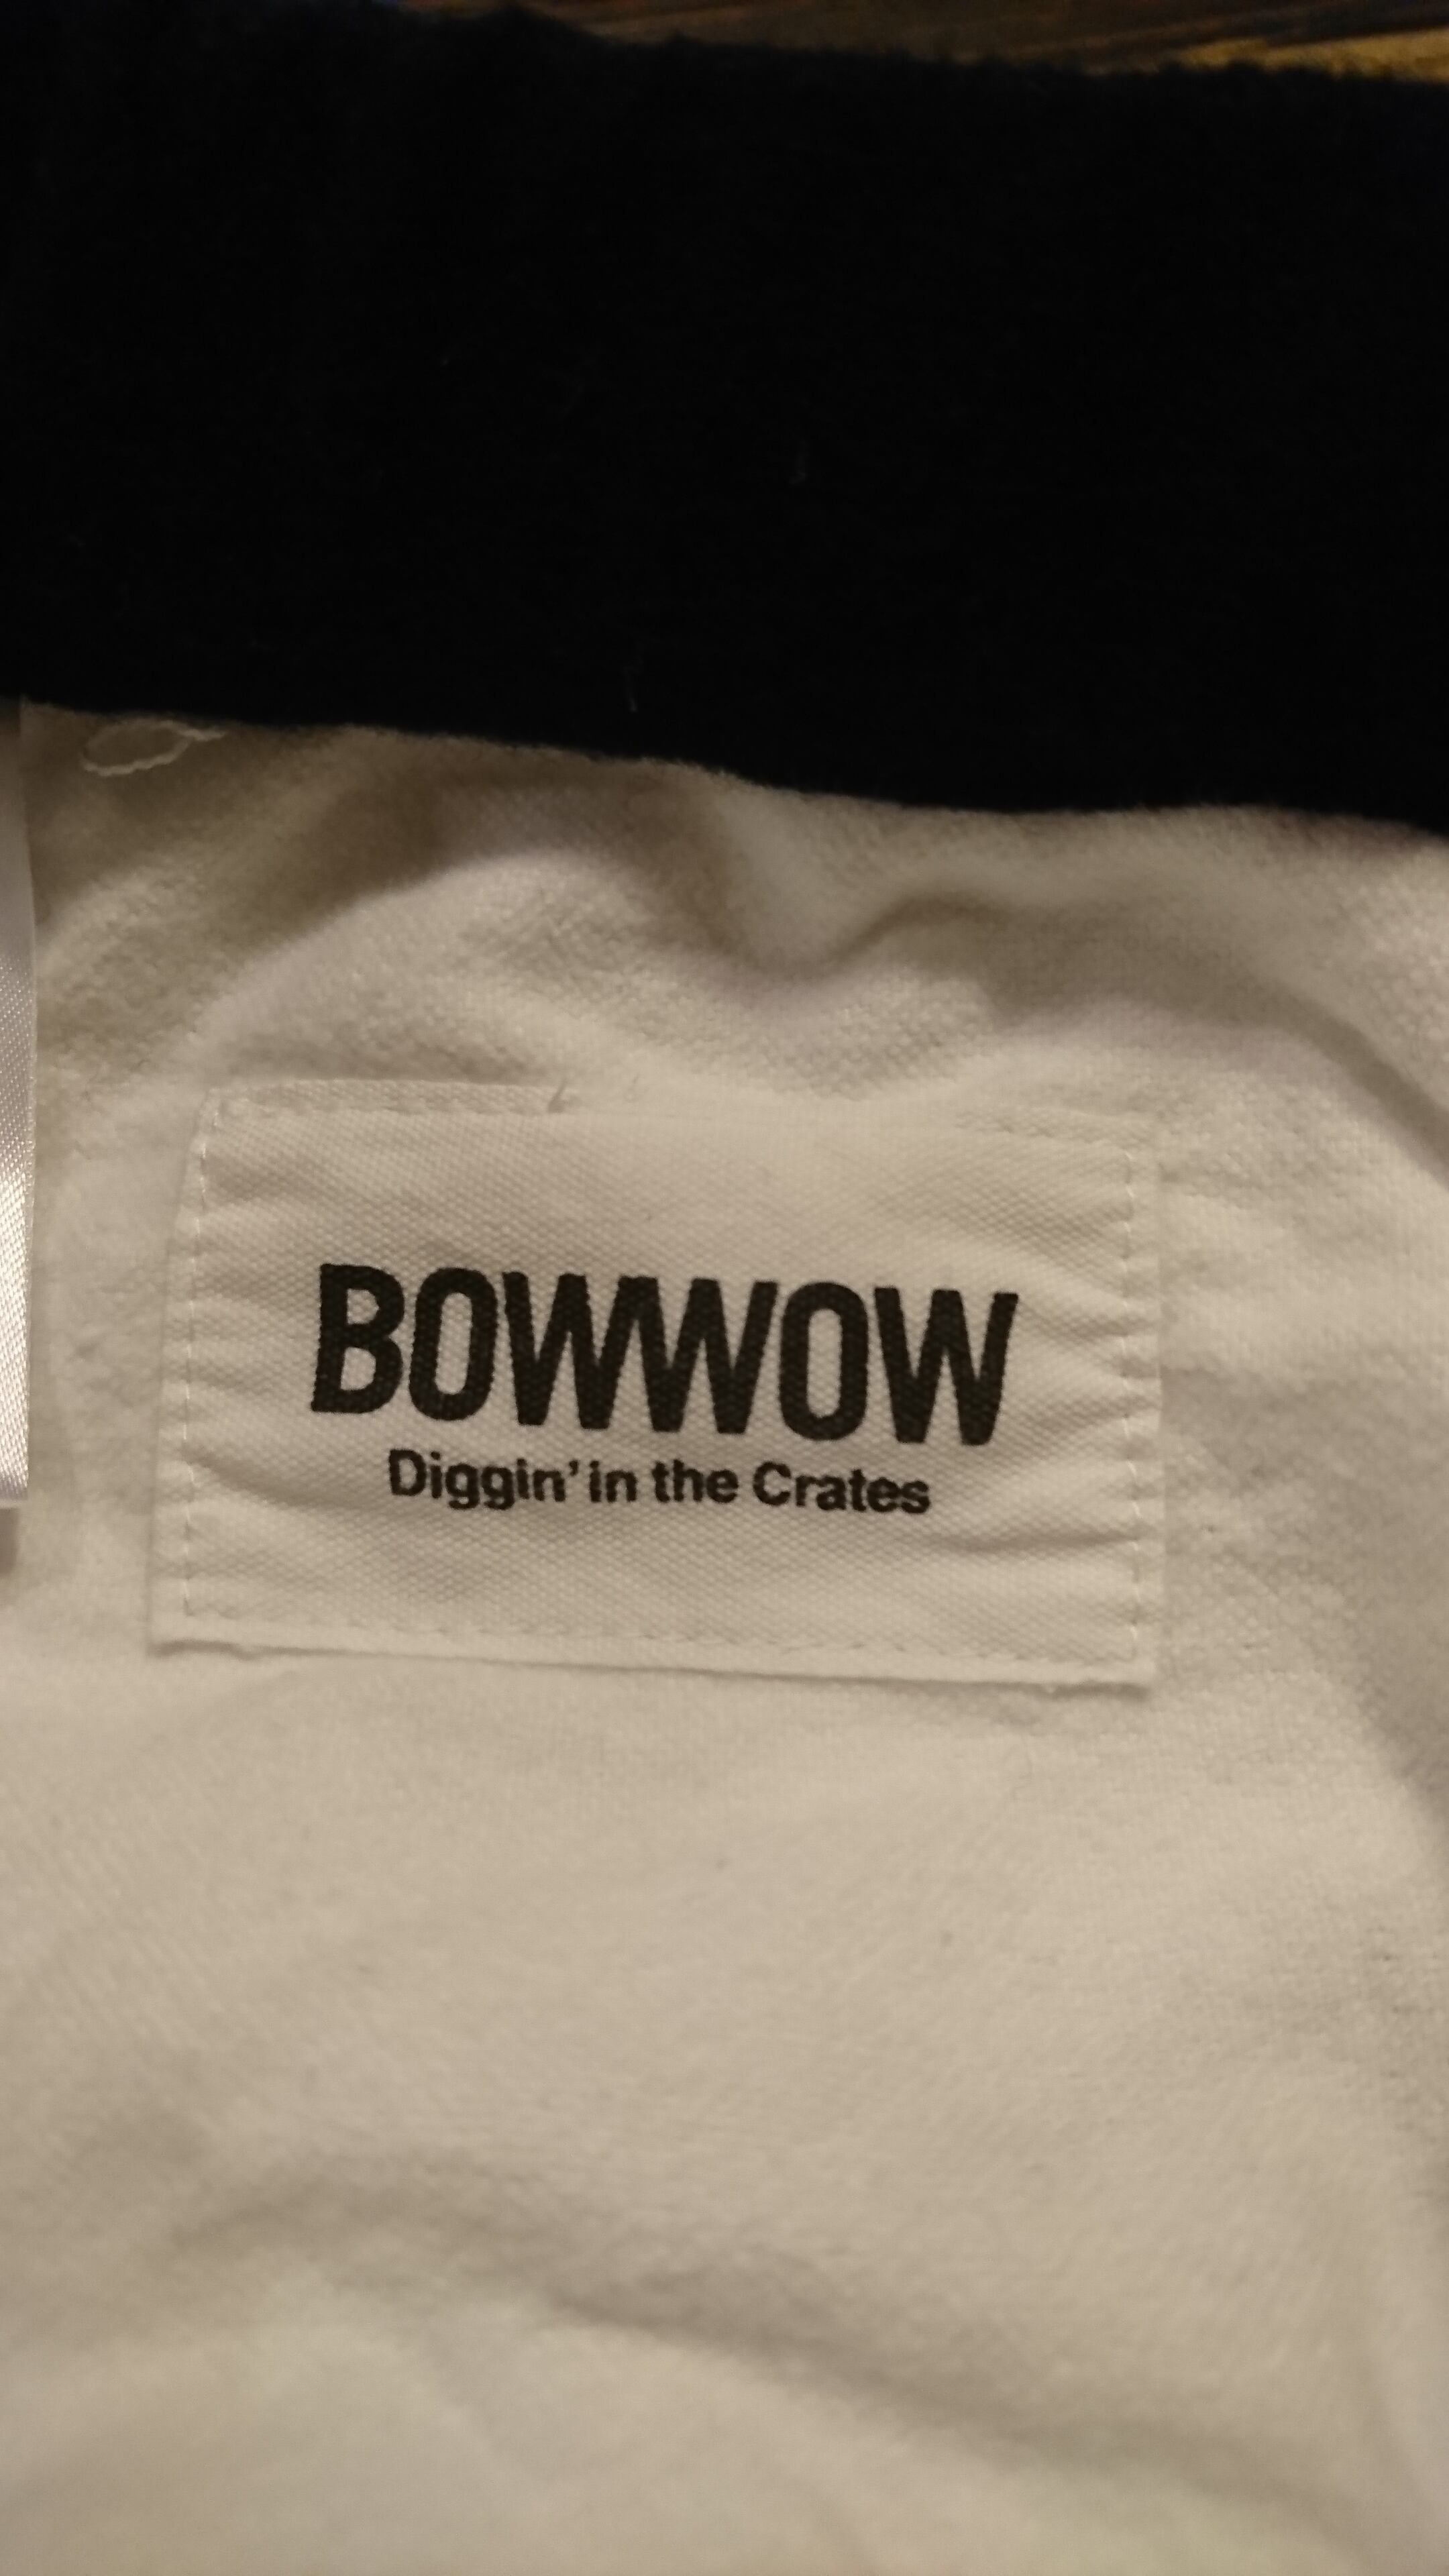 BOWWOW
Diggin' in the Crates